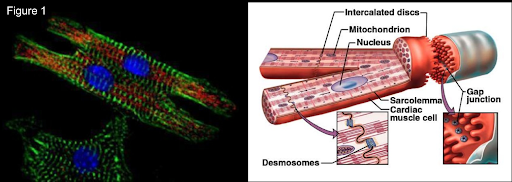 Figure 1
Intercalated discs
Mitochondrion
Nucleus
Gap
junction
Sarcolemma
Cardiac
muscle cell
Desmosomes